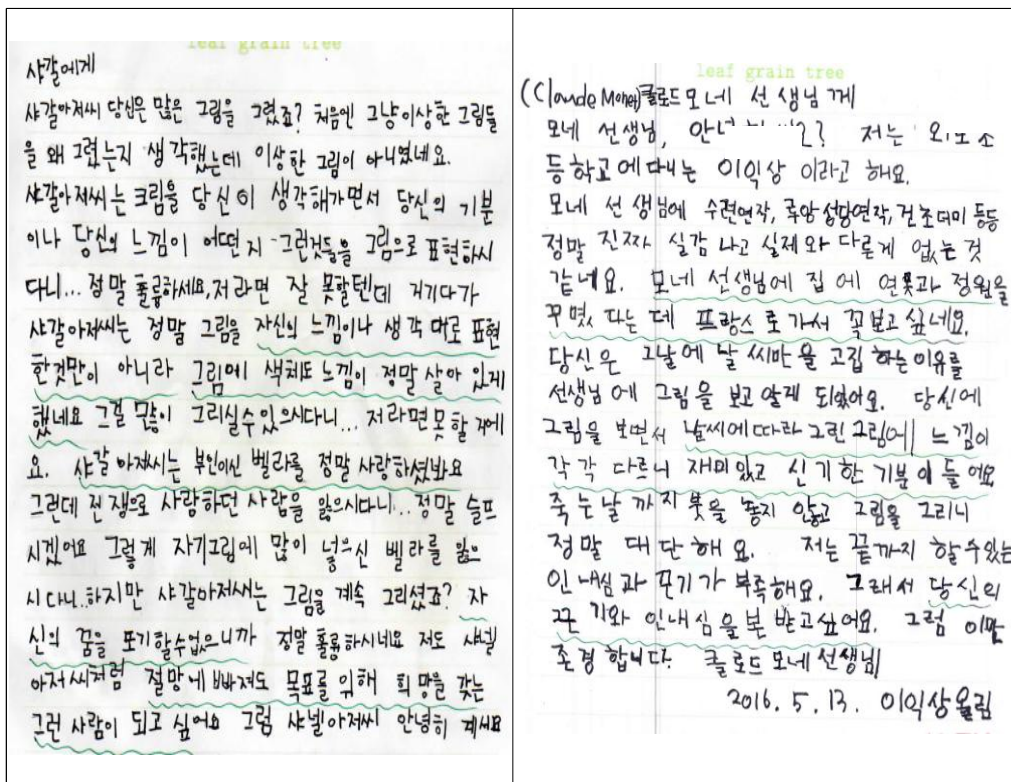 leaf grain tree
샤갈에게
샤갈아저씨 당신은 많은 그림을 그렸죠? 처음엔 그냥이상한 그림들
을 왜 그렸는지 생각했는데 이상한 그림이 아니였네요.
샤갈아저씨는 크림을 당신이 생각해가면서 당신의 기분
이나 당신의 느낌이 어떤지 그런것들을 그림으로 표현하시
다니... 정말 훌륭하세요, 저라면 잘 못할텐데 거기다가
샤갈아저씨는 정말 그림을 자신의 느낌이나 생각 대로 표현
한것만이 아니라 그림에 색체도 느낌이 정말 살아 있게
했네요 그걸 많이 그리실수있으시다니... 저라면못할
요. 샤갈 아저씨는 부인이신 벨라를 정말 사랑하셨봐요
그런데 전쟁으로 사랑하던 사람을 잃으시다니... 정말 슬프
시겠어요 그렇게 자기그림에 많이 넣으신 벨라를 잃으
시다니..하지만 샤갈아저씨는 그림을 계속 그리셨죠? 자
신의 꿈을 포기할수없으니까 정말 훌륭하시네요 저도 샤넬
아저씨처럼 절망에 빠져도 목표를 위해 희망을 갖는
그런 사람이 되고 싶어요 그럼 샤넬아저씨 안녕히 계세요
leaf grain tree
(Claude Monet)클로드모네 선생님께
모네 선생님, 저는
등학교에 다니는 이익상 이라고 해요.
모네 선생님에 수련연작, 루앙성당연작, 건초더미 등등
정말 진짜 실감 나고 실제와 다른게 없는 것
같네요. 모네 선생님에 집에 연못과 정원을
꾸몄다는데 프랑스로가서 꼭보고싶네요.
당신은 그날에 날씨만을 고집하는이유를
선생님에 그림을 보고 알게 되었어요. 당신에
그림을 보면서 날씨에따라 그린그림에 느낌이
각각 다르니 재미있고 신기한 기분이 들어요
죽는날까지 붓을 놓지 않고 그림을 그리니
정말 대단해요. 저는 끝까지 할수있는
인내심과 끈기가 부족해요. 그래서 당신의
끈기와 인내심을 본받고싶어요. 그럼 이만
존경합니다. 클로드모네선생님
2016. 5. 13. 이익상올림